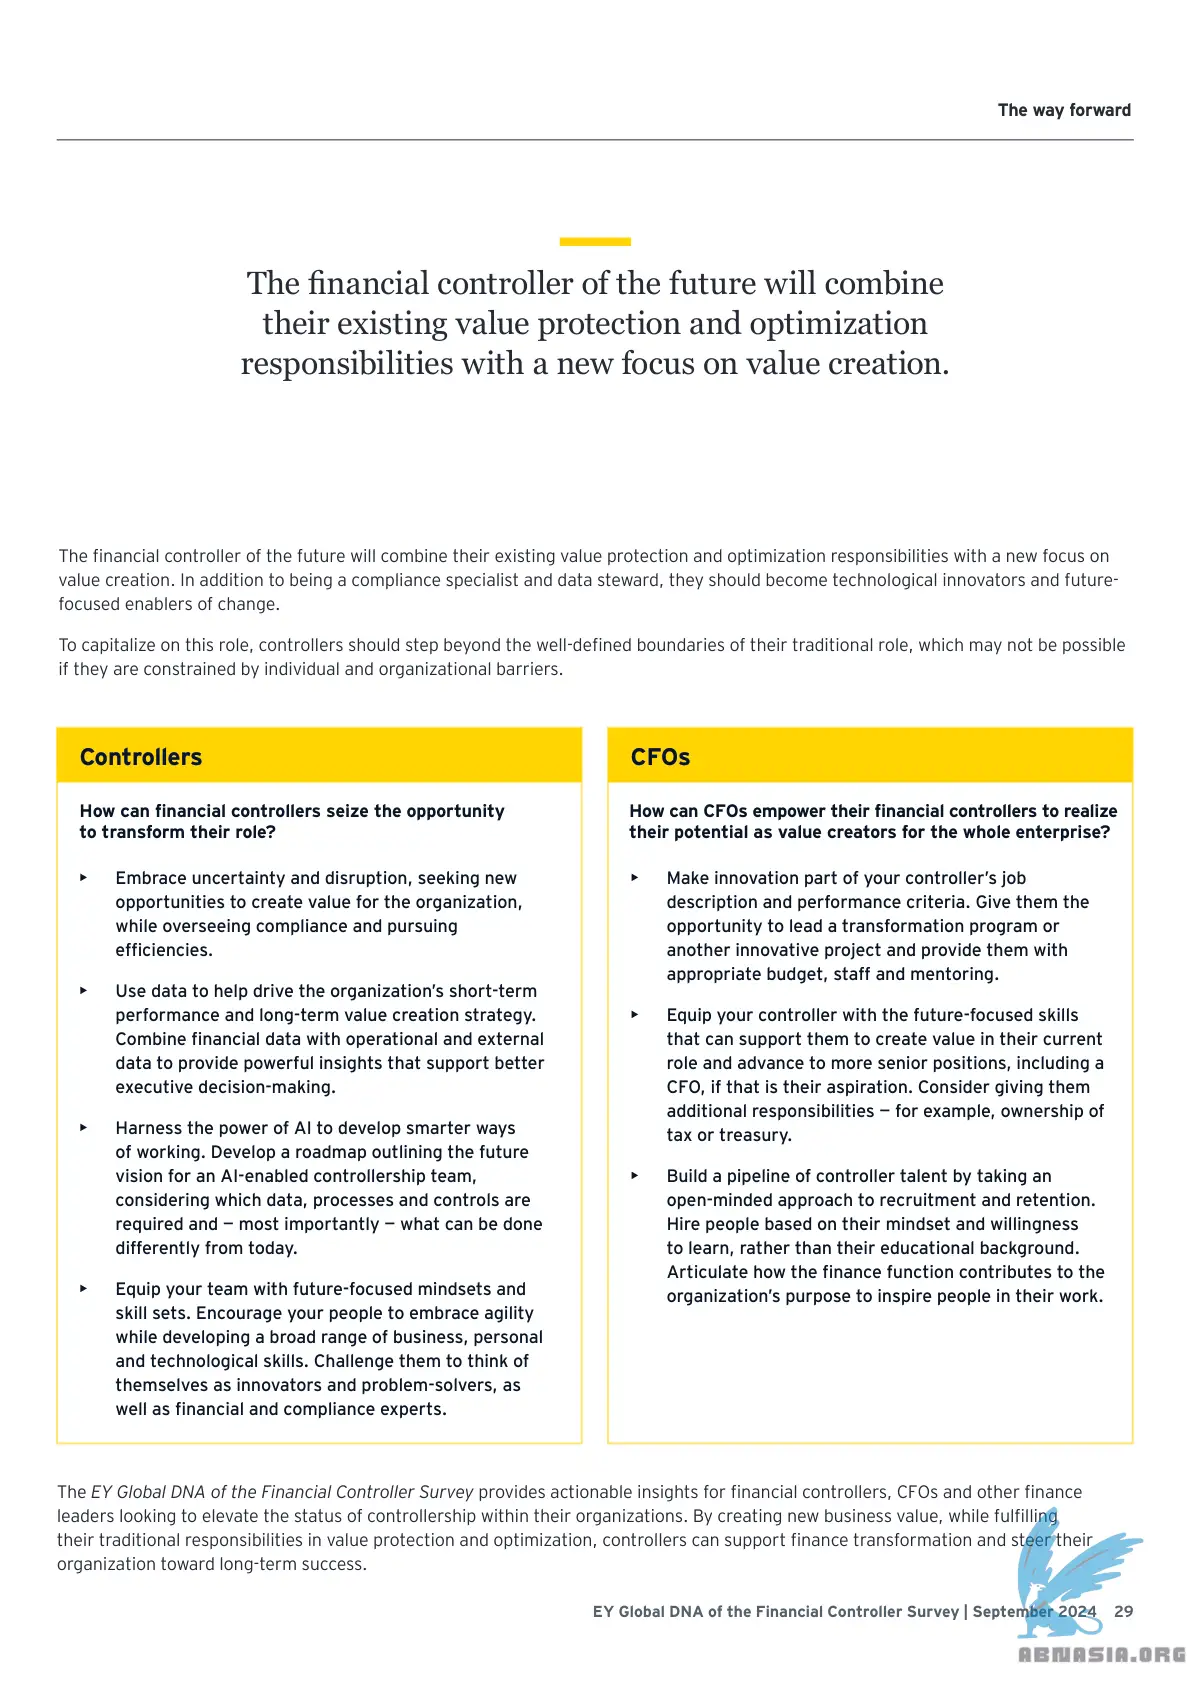 The way forward
The financial controller of the future will combine
their existing value protection and optimization
responsibilities with a new focus on value creation.
The financial controller of the future will combine their existing value protection and optimization responsibilities with a new focus on
value creation. In addition to being a compliance specialist and data steward, they should become technological innovators and future-
focused enablers of change.
To capitalize on this role, controllers should step beyond the well-defined boundaries of their traditional role, which may not be possible
if they are constrained by individual and organizational barriers.
Controllers
How can financial controllers seize the opportunity
to transform their role?
‣ Embrace uncertainty and disruption, seeking new
opportunities to create value for the organization,
while overseeing compliance and pursuing
efficiencies.
‣ Use data to help drive the organization’s short-term
performance and long-term value creation strategy.
Combine financial data with operational and external
data to provide powerful insights that support better
executive decision-making.
‣ Harness the power of AI to develop smarter ways
of working. Develop a roadmap outlining the future
vision for an AI-enabled controllership team,
considering which data, processes and controls are
required and — most importantly — what can be done
differently from today.
‣ Equip your team with future-focused mindsets and
skill sets. Encourage your people to embrace agility
while developing a broad range of business, personal
and technological skills. Challenge them to think of
themselves as innovators and problem-solvers, as
well as financial and compliance experts.
CFOs
How can CFOs empower their financial controllers to realize
their potential as value creators for the whole enterprise?
‣ Make innovation part of your controller’s job
description and performance criteria. Give them the
opportunity to lead a transformation program or
another innovative project and provide them with
appropriate budget, staff and mentoring.
‣ Equip your controller with the future-focused skills
that can support them to create value in their current
role and advance to more senior positions, including a
CFO, if that is their aspiration. Consider giving them
additional responsibilities — for example, ownership of
tax or treasury.
‣ Build a pipeline of controller talent by taking an
open-minded approach to recruitment and retention.
Hire people based on their mindset and willingness
to learn, rather than their educational background.
Articulate how the finance function contributes to the
organization’s purpose to inspire people in their work.
The EY Global DNA of the Financial Controller Survey provides actionable insights for financial controllers, CFOs and other finance
leaders looking to elevate the status of controllership within their organizations. By creating new business value, while fulfilling
their traditional responsibilities in value protection and optimization, controllers can support finance transformation and steer their
organization toward long-term success.
EY Global DNA of the Financial Controller Survey | September 2024 29
ABNASIA.ORG